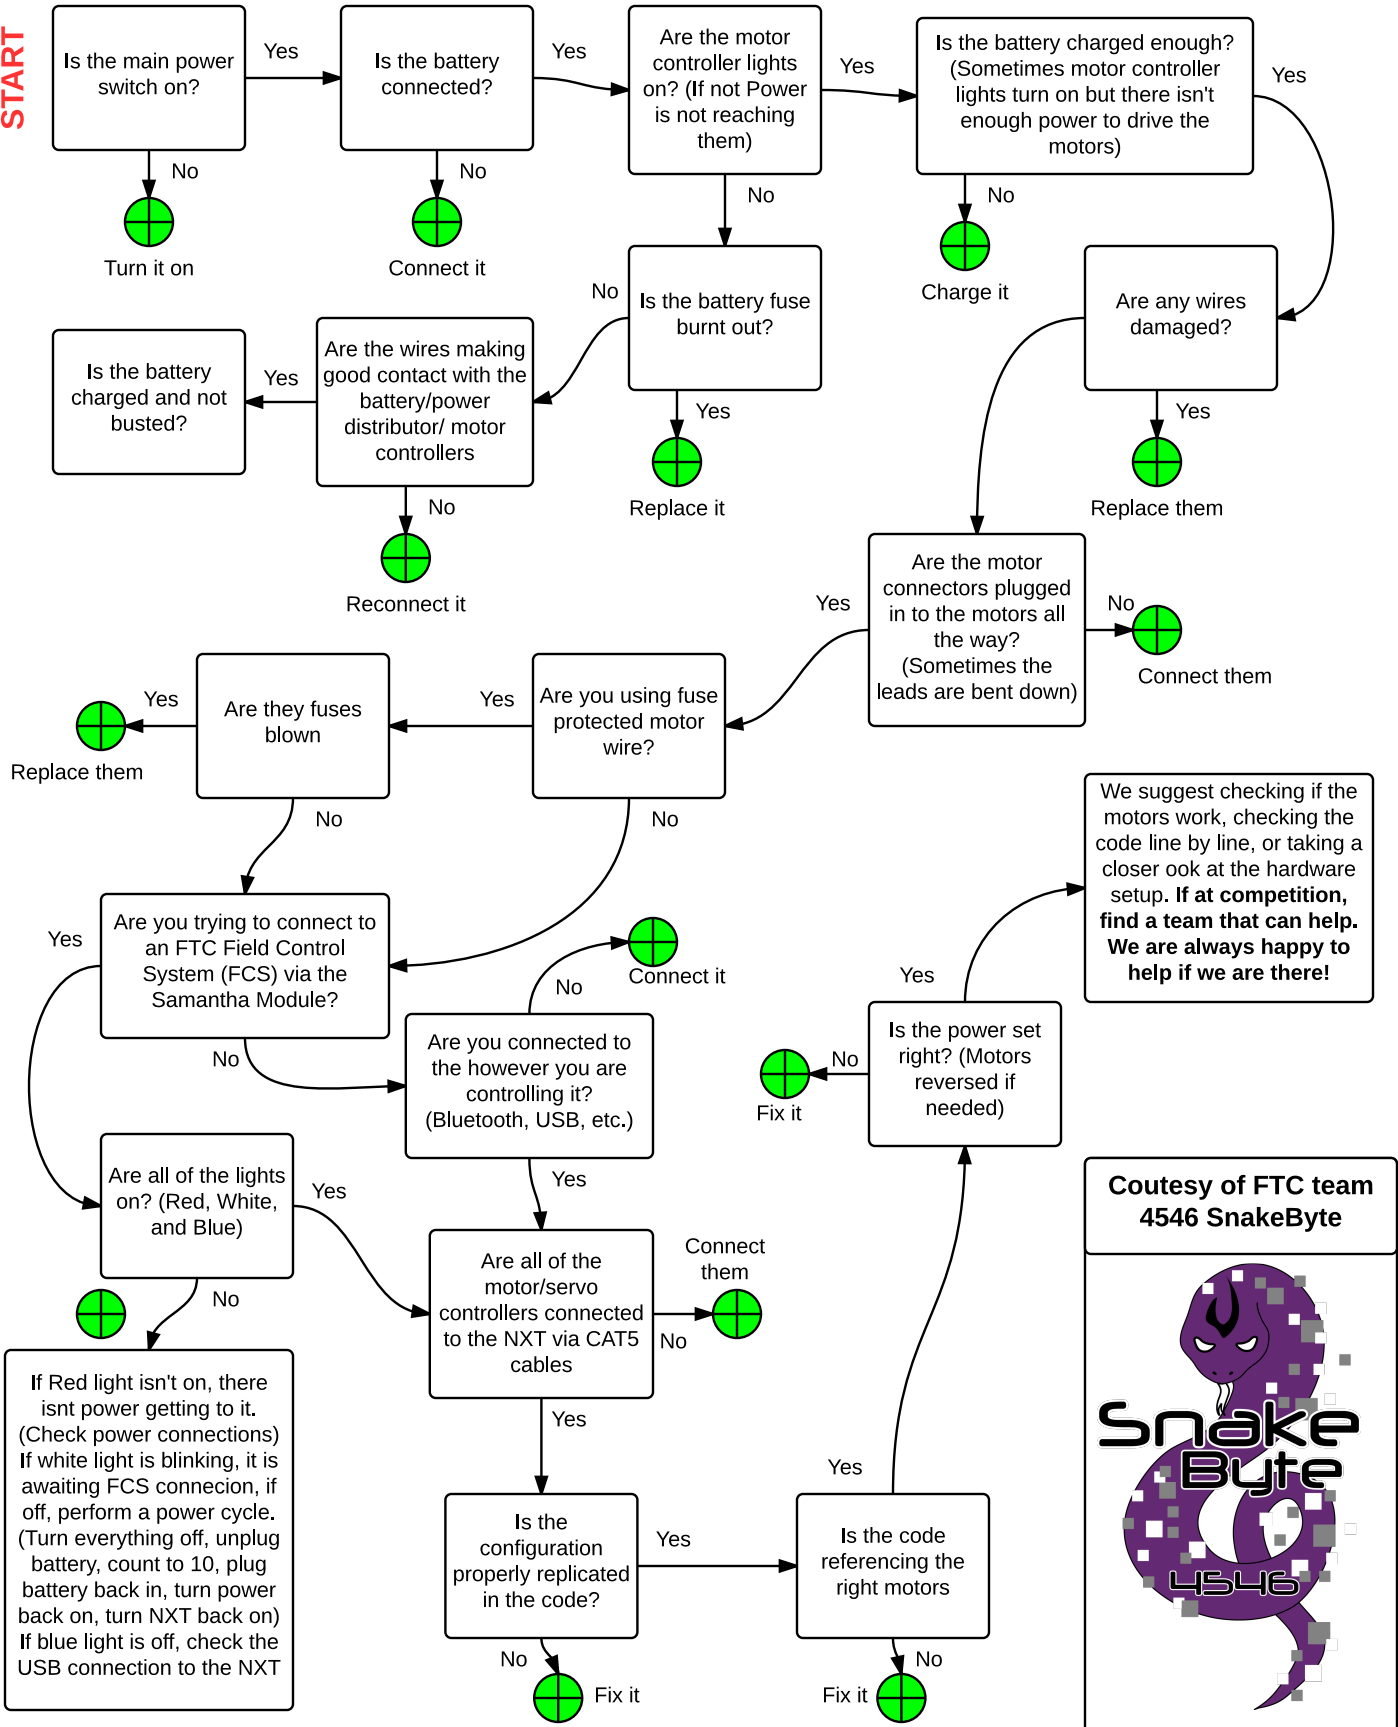 START
Is the main power
switch on?
Yes
No
Turn it on
Is the battery
connected?
Yes
No
Connect it
Are the motor
controller lights
on? (If not Power
is not reaching
them)
Yes
No
Is the battery charged enough?
(Sometimes motor controller
lights turn on but there isn't
enough power to drive the
motors)
Yes
No
Charge it
Is the battery fuse
burnt out?
No
Yes
Replace it
Are any wires
damaged?
Yes
Replace them
Are the wires making
good contact with the
battery/power
distributor/ motor
controllers
Yes
No
Reconnect it
Is the battery
charged and not
busted?
Are the motor
connectors plugged
in to the motors all
the way?
(Sometimes the
leads are bent down)
No
Connect them
Yes
Are you using fuse
protected motor
wire?
Yes
No
Are they fuses
blown
Yes
Replace them
No
Are you trying to connect to
an FTC Field Control
System (FCS) via the
Samantha Module?
Yes
No
Are you connected to
the however you are
controlling it?
(Bluetooth, USB, etc.)
No
Connect it
Yes
Are all of the lights
on? (Red, White,
and Blue)
Yes
No
If Red light isn't on, there
isnt power getting to it.
(Check power connections)
If white light is blinking, it is
awaiting FCS connecion, if
off, perform a power cycle.
(Turn everything off, unplug
battery, count to 10, plug
battery back in, turn power
back on, turn NXT back on)
If blue light is off, check the
USB connection to the NXT
Are all of the
motor/servo
controllers connected
to the NXT via CAT5
cables
Connect
them
No
Yes
Is the
configuration
properly replicated
in the code?
Yes
No
Fix it
Is the code
referencing the
right motors
Yes
No
Fix it
Is the power set
right? (Motors
reversed if
needed)
No
Fix it
Yes
We suggest checking if the
motors work, checking the
code line by line, or taking a
closer ook at the hardware
setup. If at competition,
find a team that can help.
We are always happy to
help if we are there!
Coutesy of FTC team
4546 SnakeByte
Snake
Byte
4546